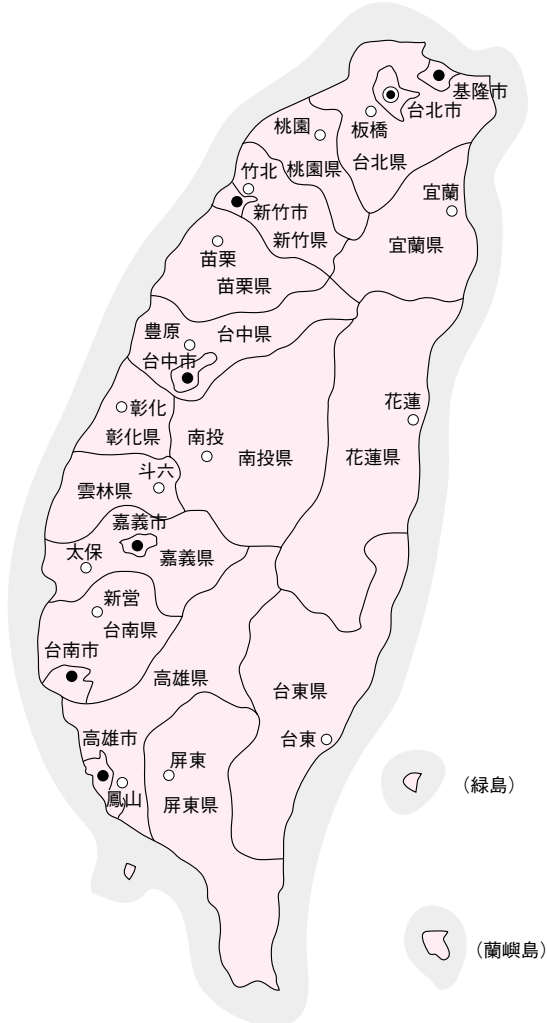 基隆市
台北市
板橋
桃園
台北県
桃園県
竹北
宜蘭
新竹市
新竹県
宜蘭県
苗栗
苗栗県
豊原
台中県
台中市
花蓮
彰化
彰化県
南投
南投県
花蓮県
斗六
雲林県
嘉義市
太保
嘉義県
新営
台南県
台南市
高雄県
台東県
高雄市
台東
屏東
鳳山
屏東県
（緑島）
（蘭嶼島）